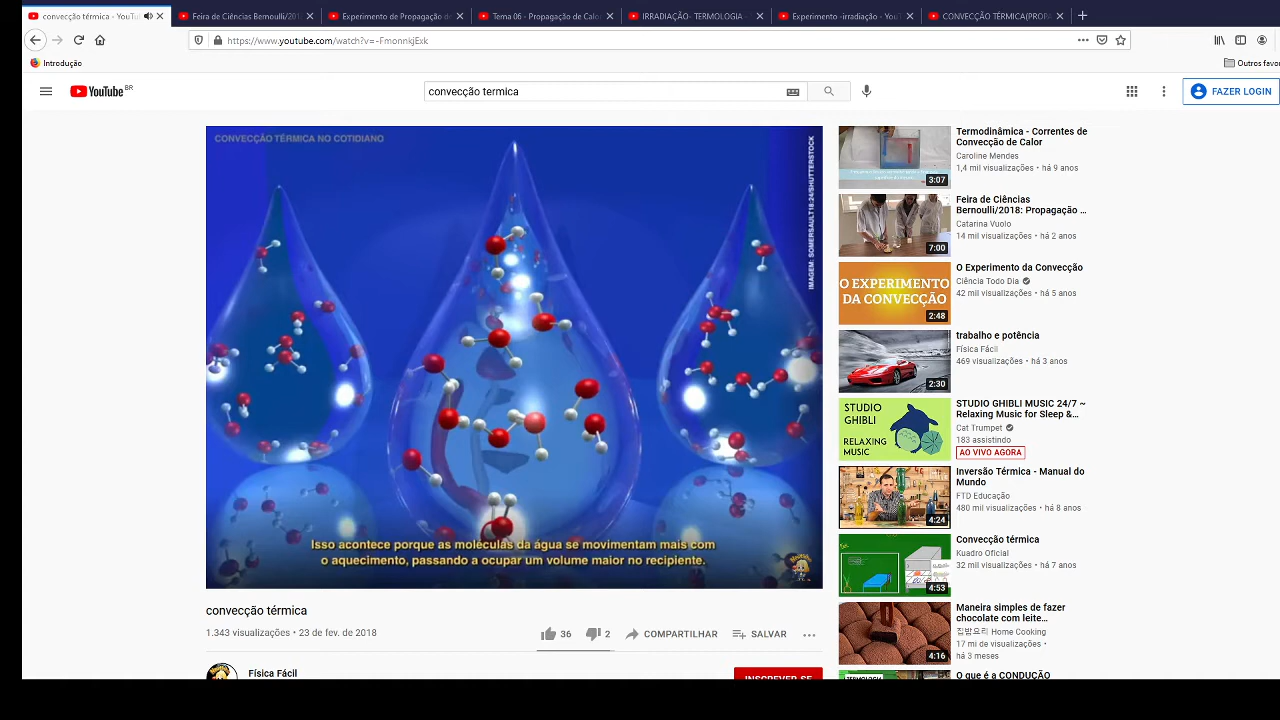 convecção térmica - YouTu
Feira de Ciências Bernoulli/201
Experimento de Propagação d
Tema 06 - Propagação de Calo
IRRADIAÇÃO- TERMOLOGIA -
Experimento -irradiação - YouT
CONVECÇÃO TÉRMICA(PROPA
https://www.youtube.com/watch?v=-FmonnkjExk
Introdução
Outros favor
YouTube BR
convecção termica
FAZER LOGIN
CONVECÇÃO TÉRMICA NO COTIDIANO
IMAGEM: SOMERSAULT18:24/SHUTTERSTOCK
Isso acontece porque as moléculas da água se movimentam mais com
o aquecimento, passando a ocupar um volume maior no recipiente.
convecção térmica
1.343 visualizações • 23 de fev. de 2018
36
2
COMPARTILHAR
SALVAR
Física Fácil
INSCREVER-SE
3:07
Termodinâmica - Correntes de
Convecção de Calor
Caroline Mendes
1,4 mil visualizações • há 9 anos
7:00
Feira de Ciências
Bernoulli/2018: Propagação ...
Catarina Vuolo
14 mil visualizações • há 2 anos
O EXPERIMENTO
DA CONVECÇÃO
2:48
O Experimento da Convecção
Ciência Todo Dia
42 mil visualizações • há 5 anos
2:30
trabalho e potência
Física Fácil
469 visualizações • há 3 anos
STUDIO
GHIBLI
RELAXING
MUSIC
STUDIO GHIBLI MUSIC 24/7 ~
Relaxing Music for Sleep &...
Cat Trumpet
183 assistindo
AO VIVO AGORA
4:24
Inversão Térmica - Manual do
Mundo
FTD Educação
480 mil visualizações • há 8 anos
4:53
Convecção térmica
Kuadro Oficial
32 mil visualizações • há 7 anos
4:16
Maneira simples de fazer
chocolate com leite...
집밥요리 Home Cooking
17 mi de visualizações •
há 3 meses
O que é a CONDUÇÃO